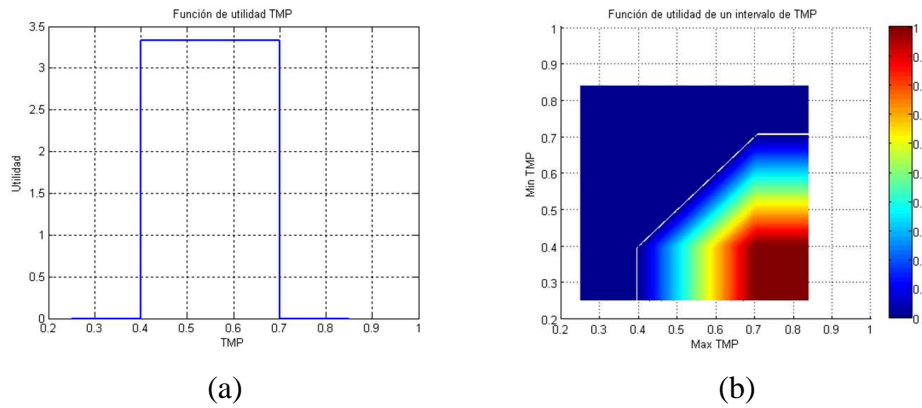 Función de utilidad TMP
3.5
3
2.5
2
1.5
1
0.5
0
Utilidad
0.2 0.3 0.4 0.5 0.6 0.7 0.8 0.9 1
TMP
(a)
Función de utilidad de un intervalo de TMP
1
0.9
0.8
0.7
0.6
0.5
0.4
0.3
0.2
Min TMP
0.2 0.3 0.4 0.5 0.6 0.7 0.8 0.9 1
Max TMP
1
0
(b)